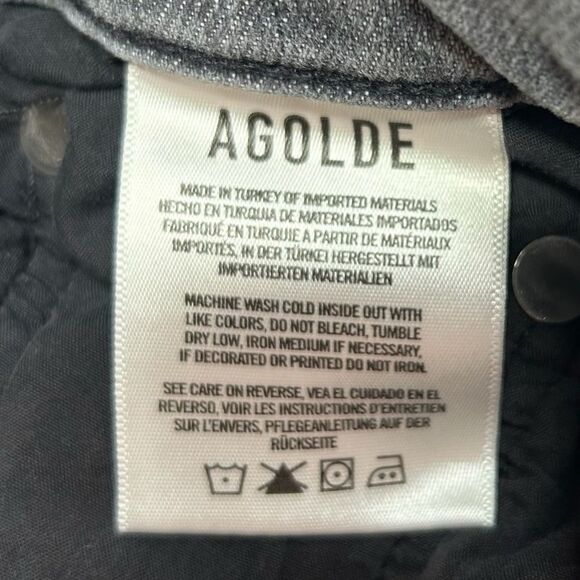 AGOLDE
MADE IN TURKEY OF IMPORTED MATERIALS
HECHO EN TURQUIA DE MATERIALES IMPORTADOS
FABRIQUÉ EN TURQUIE A PARTIR DE MATÉRIAUX
IMPORTÉS, IN DER TÜRKEI HERGESTELLT MIT
IMPORTIERTEN MATERIALIEN
MACHINE WASH COLD INSIDE OUT WITH
LIKE COLORS, DO NOT BLEACH, TUMBLE
DRY LOW, IRON MEDIUM IF NECESSARY,
IF DECORATED OR PRINTED DO NOT IRON.
SEE CARE ON REVERSE, VEA EL CUIDADO EN EL
REVERSO, VOIR LES INSTRUCTIONS D'ENTRETIEN
SUR L'ENVERS, PFLEGEANLEITUNG AUF DER
RÜCKSEITE